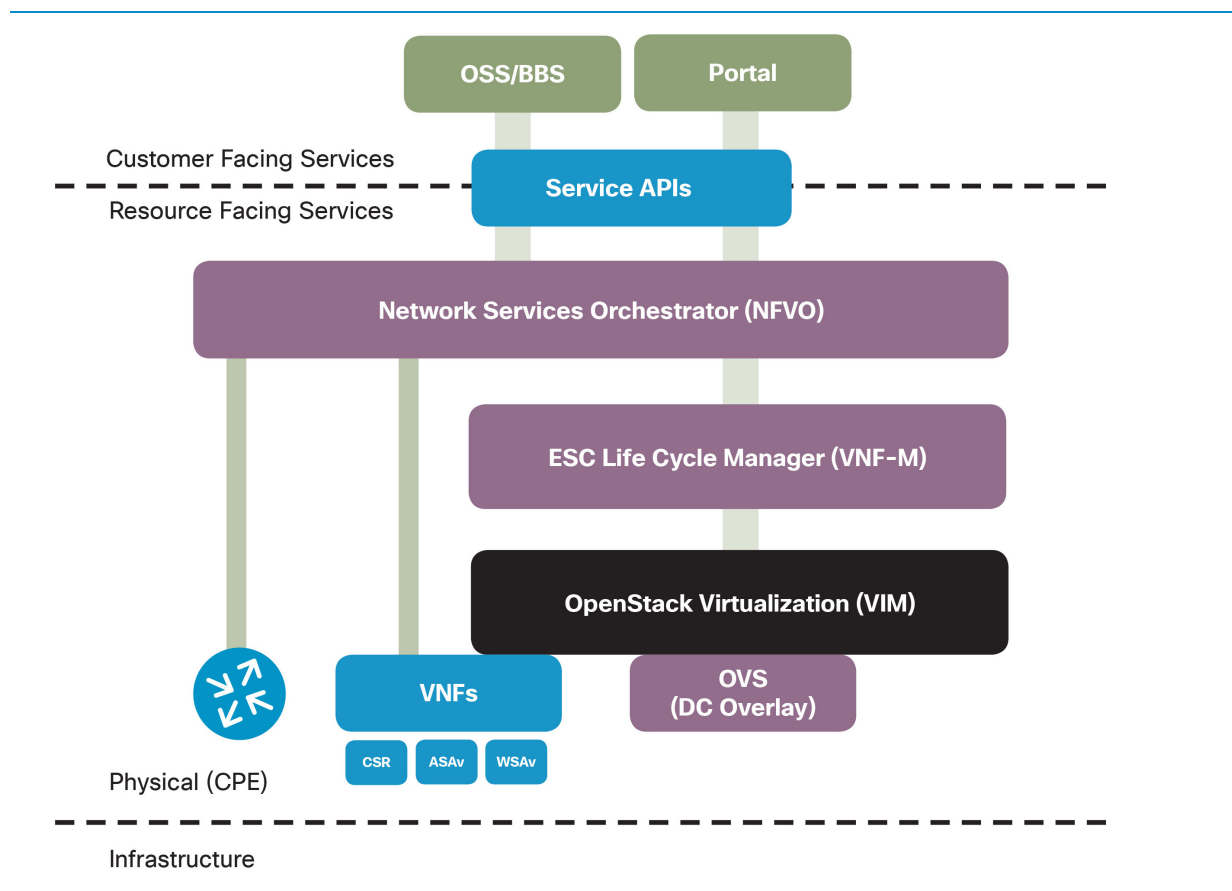 OSS/BBS
Portal
Customer Facing Services
Service APIs
Resource Facing Services
Network Services Orchestrator (NFVO)
ESC Life Cycle Manager (VNF-M)
OpenStack Virtualization (VIM)
VNFs
OVS
(DC Overlay)
CSR
ASAv
WSAv
Physical (CPE)
Infrastructure